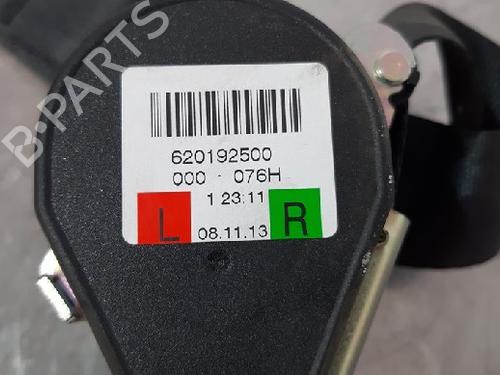 B-PARTS
620192500
000 - 076H
1 23:11
L 08.11.13 R